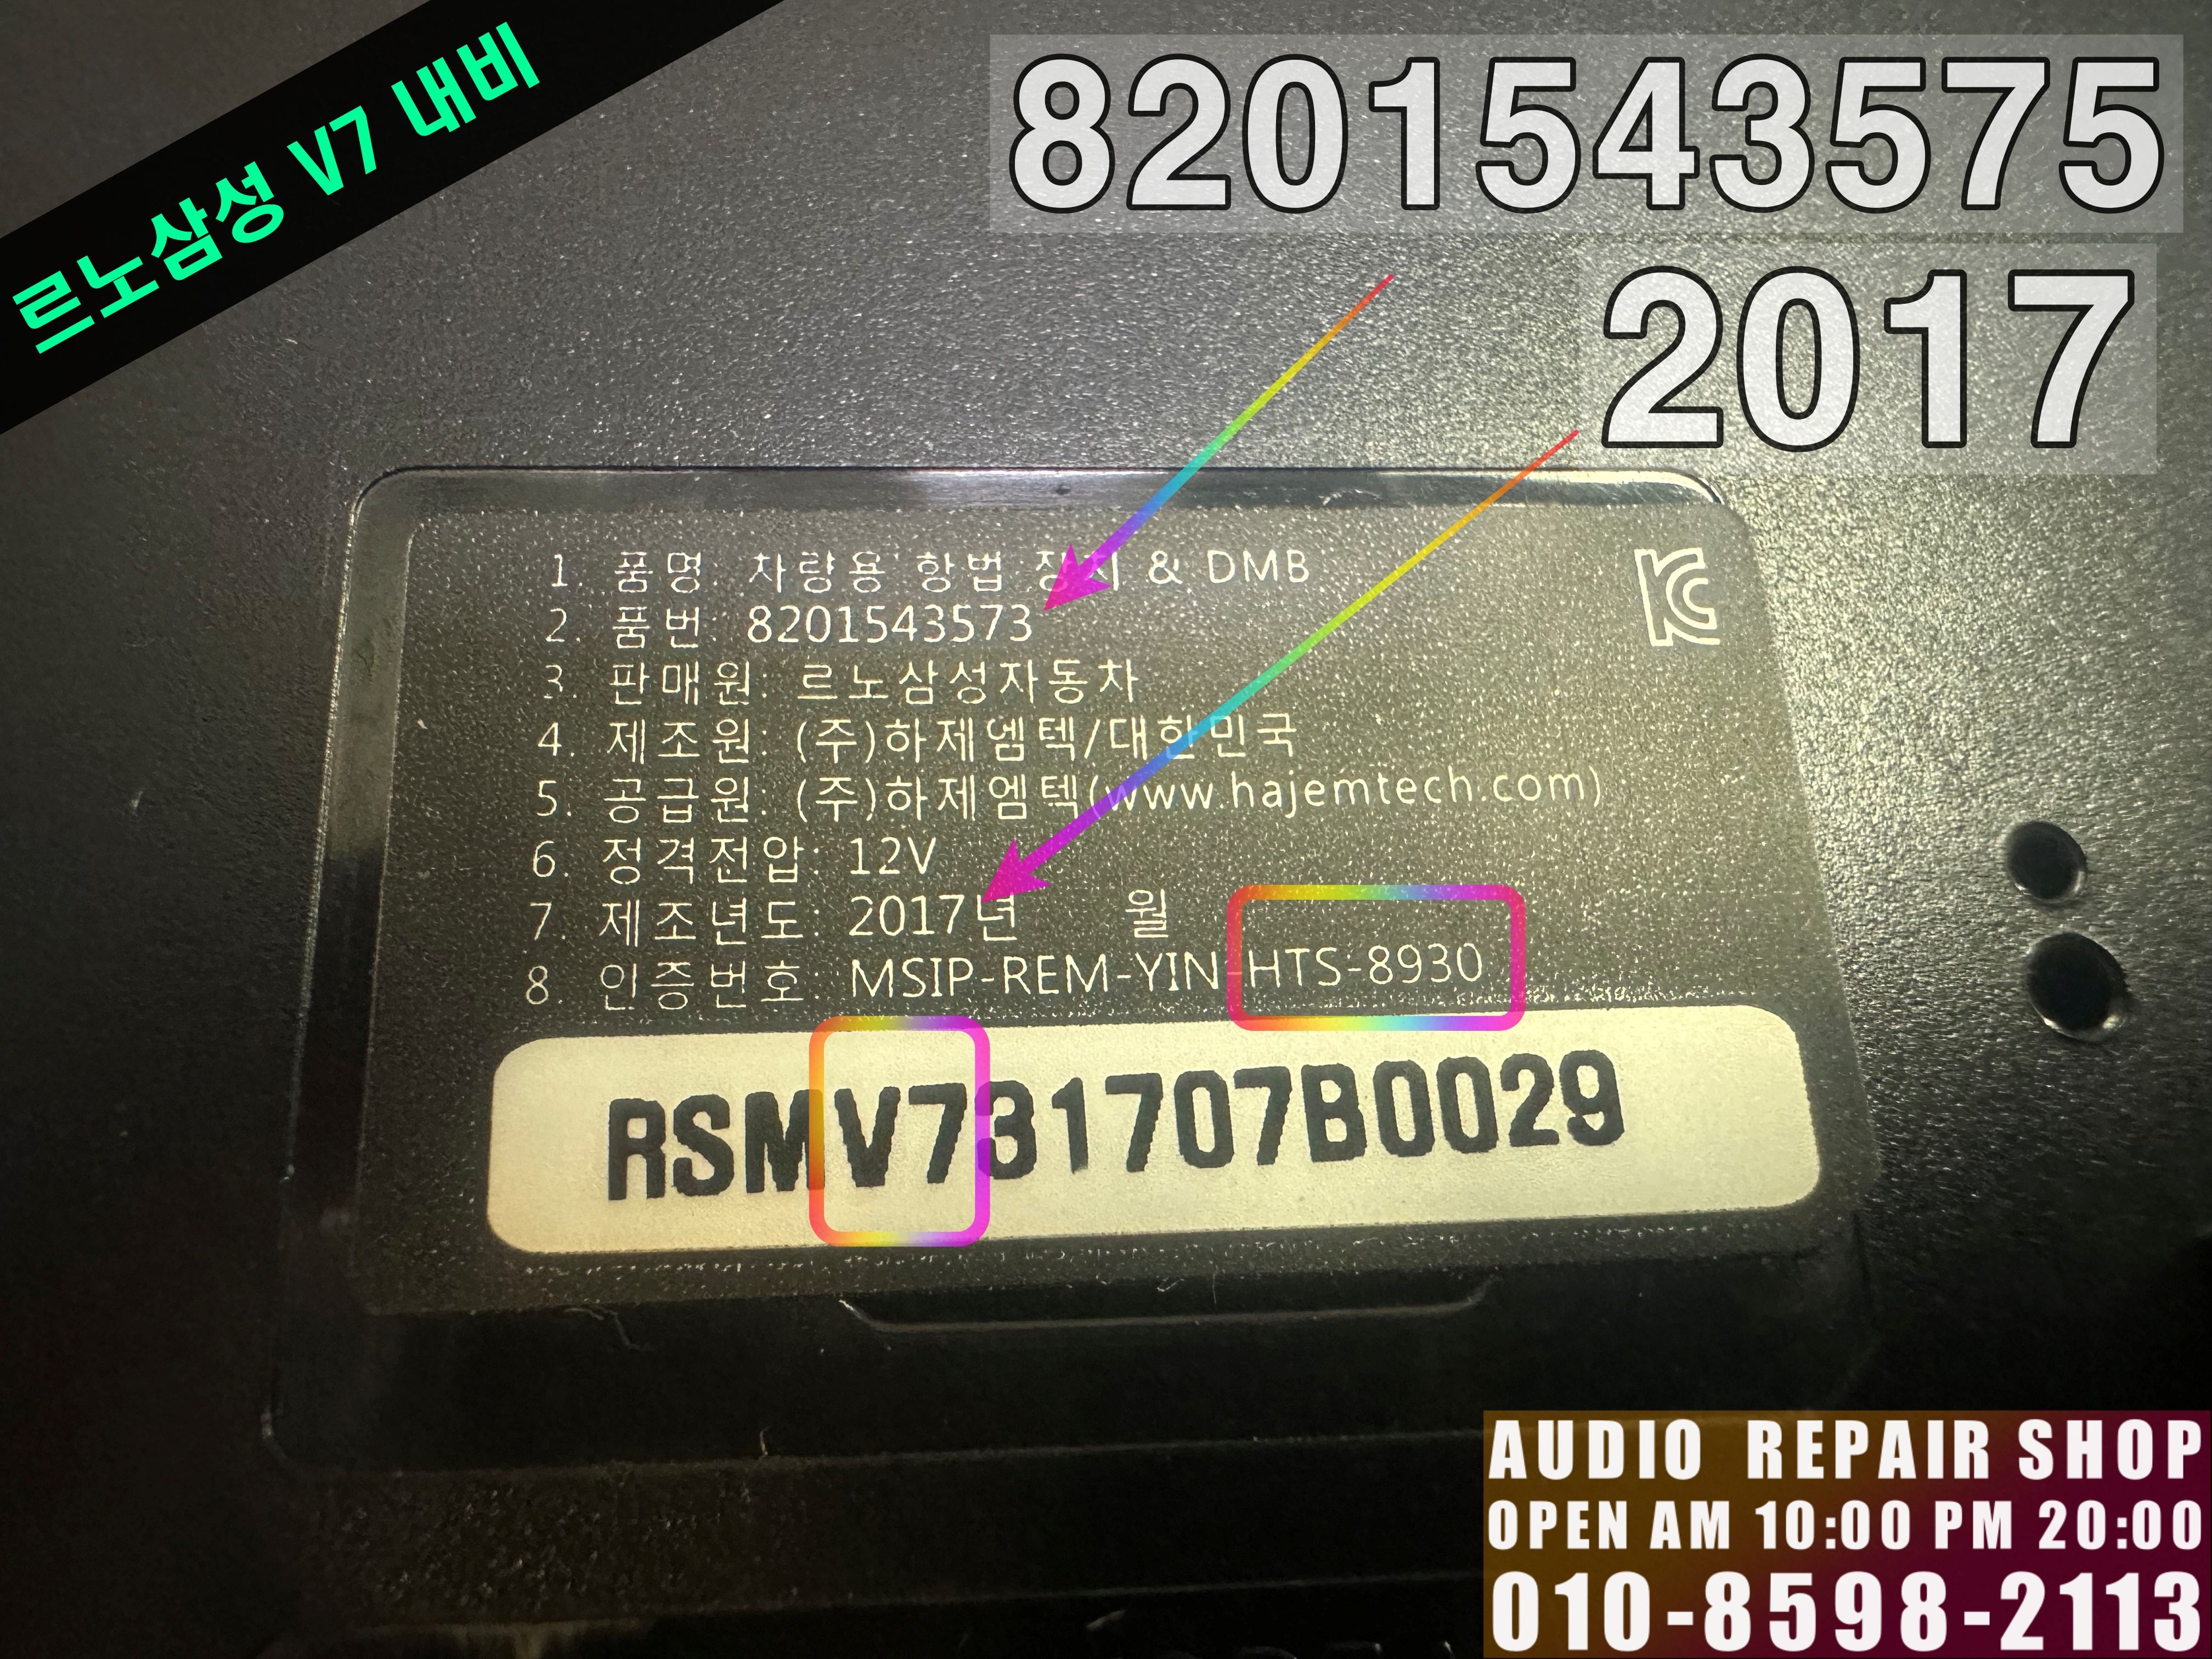 르노삼성 V7 내비
8201543575
2017
1. 품명: 차량용 항법 장치 & DMB
2. 품번: 8201543573
3. 판매원: 르노삼성자동차
4. 제조원: (주)하제엠텍/대한민국
5. 공급원: (주)하제엠텍(www.hajemtech.com)
6. 정격전압: 12V
7. 제조년도: 2017년 월
8. 인증번호: MSIP-REM-YIN-HTS-8930
RSMV731707B0029
AUDIO REPAIR SHOP
OPEN AM 10:00 PM 20:00
010-8598-2113